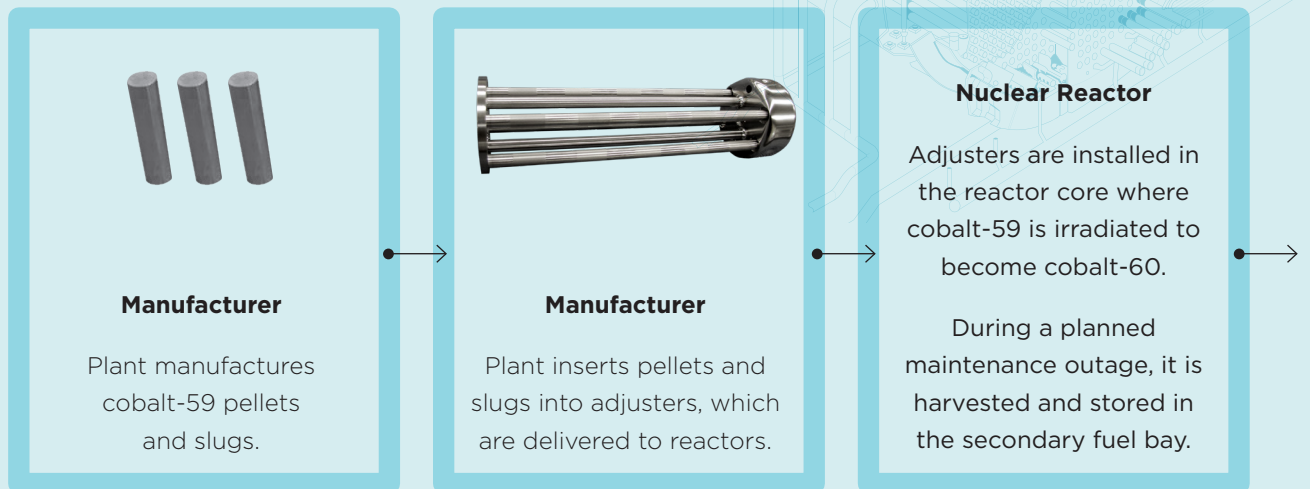 Manufacturer
Plant manufactures
cobalt-59 pellets
and slugs.
Manufacturer
Plant inserts pellets and
slugs into adjusters, which
are delivered to reactors.
Nuclear Reactor
Adjusters are installed in
the reactor core where
cobalt-59 is irradiated to
become cobalt-60.
During a planned
maintenance outage, it is
harvested and stored in
the secondary fuel bay.